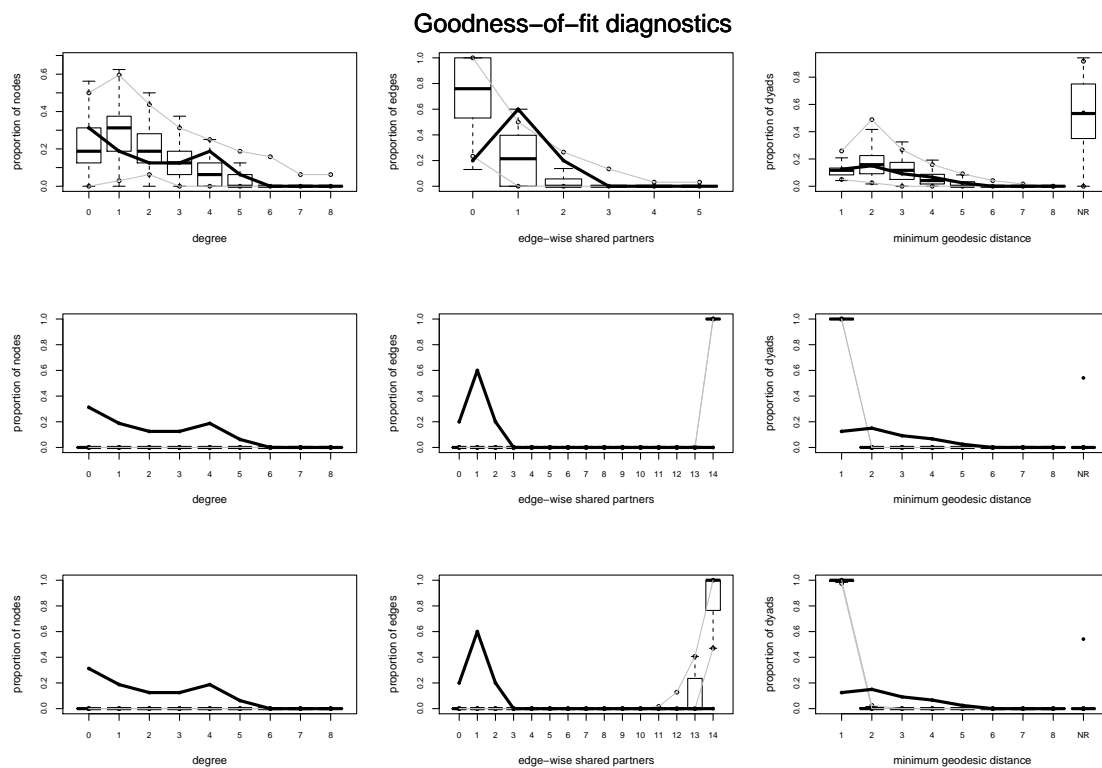 Goodness−of−fit diagnostics
proportion of nodes
0.0 0.2 0.4 0.6
0 1 2 3 4 5 6 7 8
degree
proportion of edges
0.0 0.2 0.4 0.6 0.8 1.0
0 1 2 3 4 5
edge−wise shared partners
proportion of dyads
0.0 0.2 0.4 0.6 0.8
1 2 3 4 5 6 7 8 NR
minimum geodesic distance
proportion of nodes
0.0 0.2 0.4 0.6 0.8 1.0
0 1 2 3 4 5 6 7 8
degree
proportion of edges
0.0 0.2 0.4 0.6 0.8 1.0
0 1 2 3 4 5 6 7 8 9 10 11 12 13 14
edge−wise shared partners
proportion of dyads
0.0 0.2 0.4 0.6 0.8 1.0
1 2 3 4 5 6 7 8 NR
minimum geodesic distance
proportion of nodes
0.0 0.2 0.4 0.6 0.8 1.0
0 1 2 3 4 5 6 7 8
degree
proportion of edges
0.0 0.2 0.4 0.6 0.8 1.0
0 1 2 3 4 5 6 7 8 9 10 11 12 13 14
edge−wise shared partners
proportion of dyads
0.0 0.2 0.4 0.6 0.8 1.0
1 2 3 4 5 6 7 8 NR
minimum geodesic distance